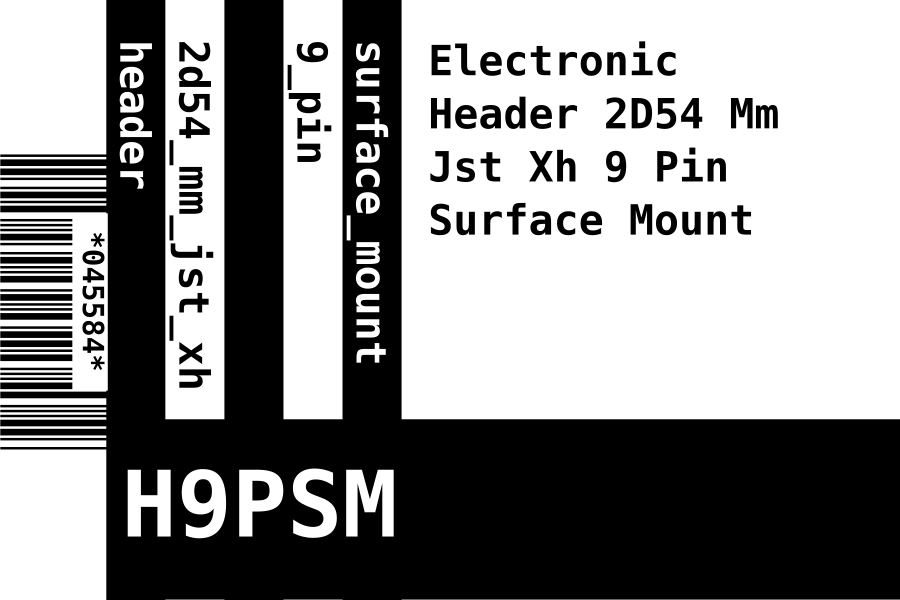 *045584*
header
2d54_mm_jst_xh
9_pin
surface_mount
Electronic
Header 2D54 Mm
Jst Xh 9 Pin
Surface Mount
H9PSM